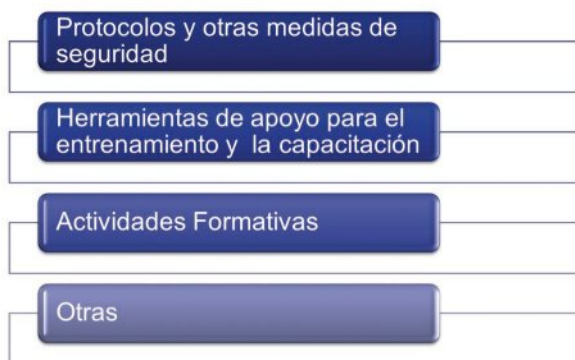 Protocolos y otras medidas de
seguridad
Herramientas de apoyo para el
entrenamiento y la capacitación
Actividades Formativas
Otras